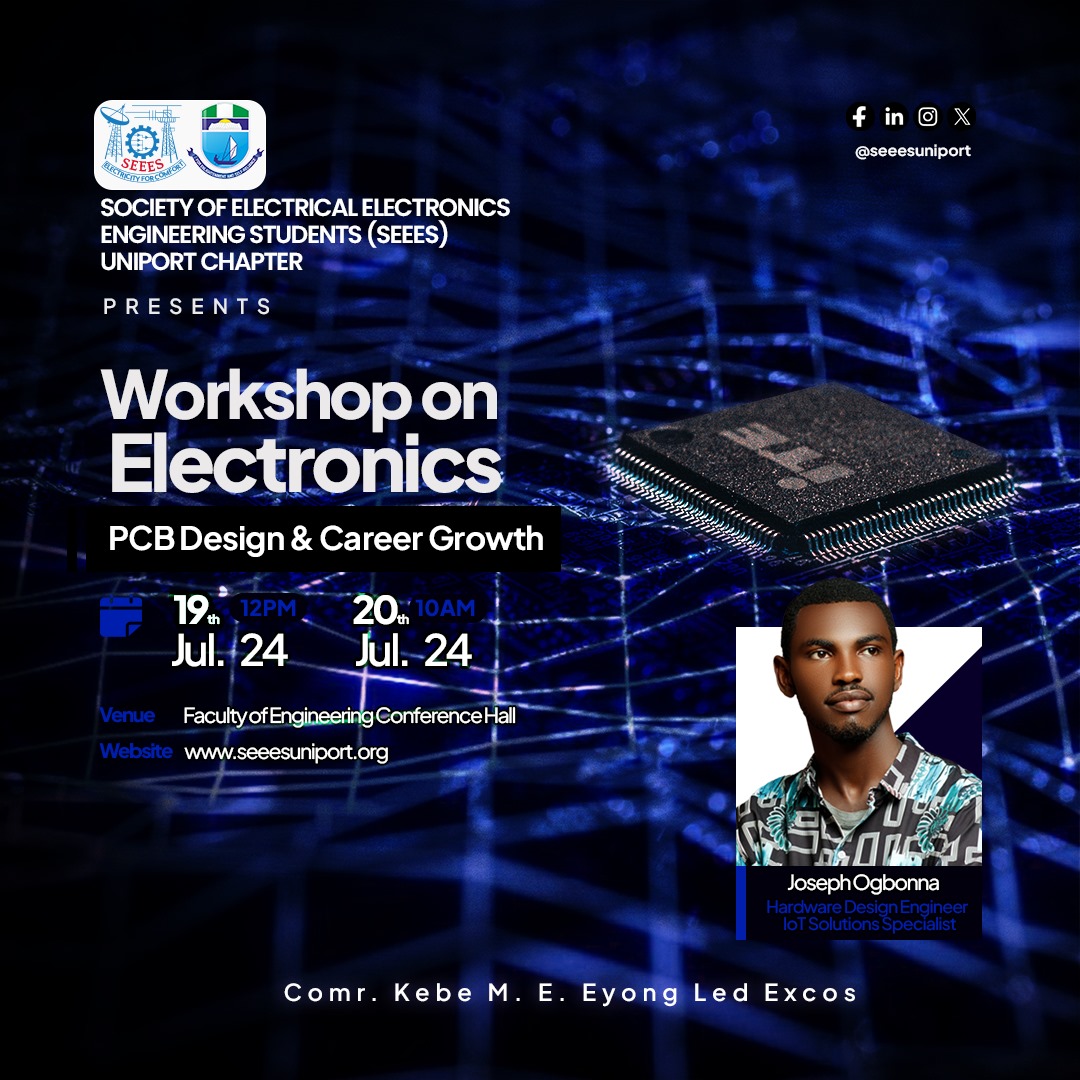 SEEES
ELECTRICITY FOR COMFORT
@seeesuniport
SOCIETY OF ELECTRICAL ELECTRONICS
ENGINEERING STUDENTS (SEEES)
UNIPORT CHAPTER
PRESENTS
Workshop on
Electronics
PCB Design & Career Growth
19th 12PM 20th 10AM
Jul. 24 Jul. 24
Venue Faculty of Engineering Conference Hall
Website www.seeesuniport.org
Joseph Ogbonna
Hardware Design Engineer
IoT Solutions Specialist
Comr. Kebe M. E. Eyong Led Excos